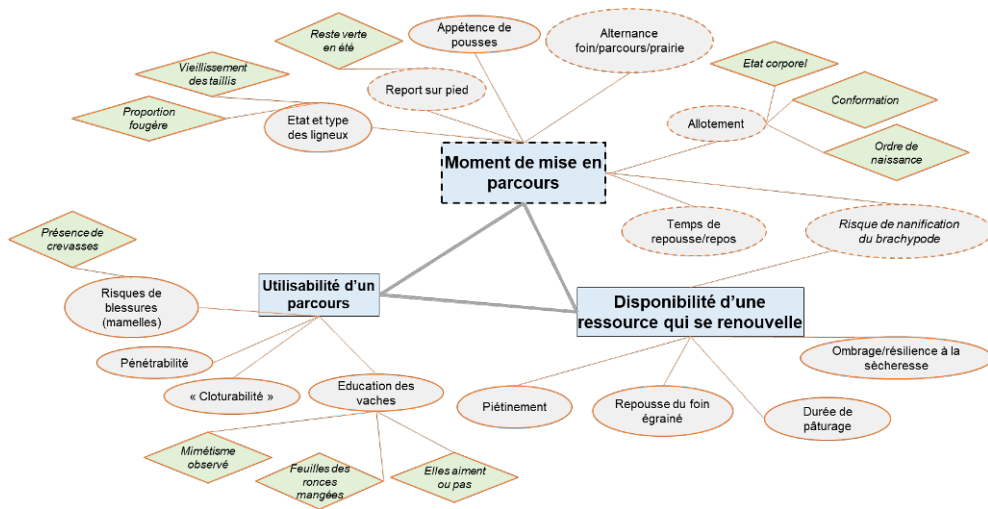 Reste verte
en été
Appétence de
pousses
Alternance
foin/parcours/prairie
Etat corporel
Vieillissement
des taillis
Report sur pied
Conformation
Proportion
fougère
Etat et type
des ligneux
Allotement
Ordre de
naissance
Moment de mise en
parcours
Temps de
repousse/repos
Risque de nanification
du brachypode
Présence de
crevasses
Utilisabilité d’un
parcours
Risques de
blessures
(mamelles)
Disponibilité d’une
ressource qui se renouvelle
Pénétrabilité
Ombrage/résilience à la
sècheresse
« Cloturabilité »
Education des
vaches
Piétinement
Repousse du foin
égrainé
Durée de
pâturage
Mimétisme
observé
Feuilles des
ronces
mangées
Elles aiment
ou pas